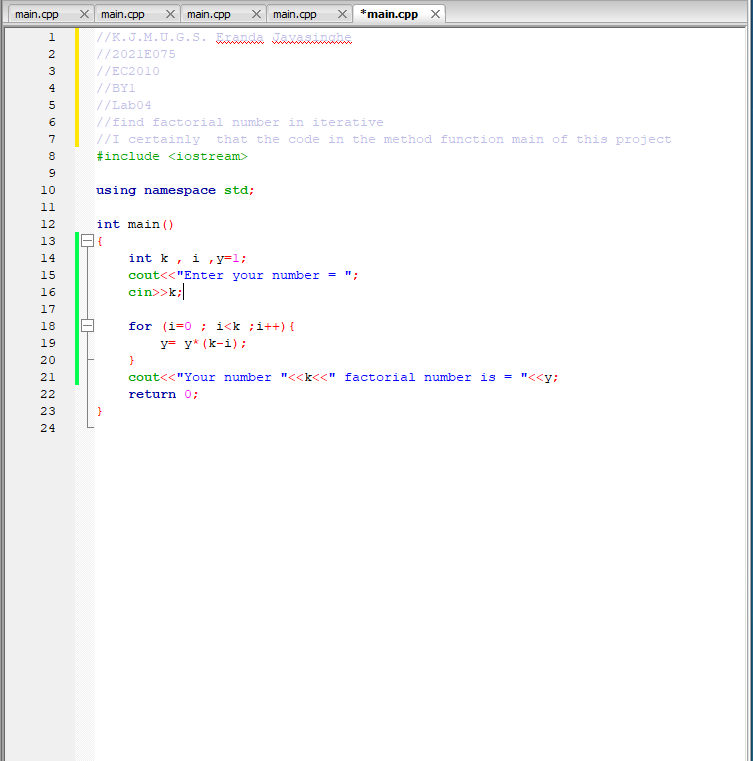 main.cpp main.cpp main.cpp main.cpp *main.cpp
1 //K.J.M.U.G.S. Eranda Jayasinghe
2 //2021E075
3 //EC2010
4 //BY1
5 //Lab04
6 //find factorial number in iterative
7 //I certainly  that the code in the method function main of this project
8 #include <iostream>
9
10 using namespace std;
11
12 int main()
13 {
14     int k , i ,y=1;
15     cout<<"Enter your number = ";
16     cin>>k;
17
18     for (i=0 ; i<k ;i++){
19         y= y*(k-i);
20     }
21     cout<<"Your number "<<k<<" factorial number is = "<<y;
22     return 0;
23 }
24